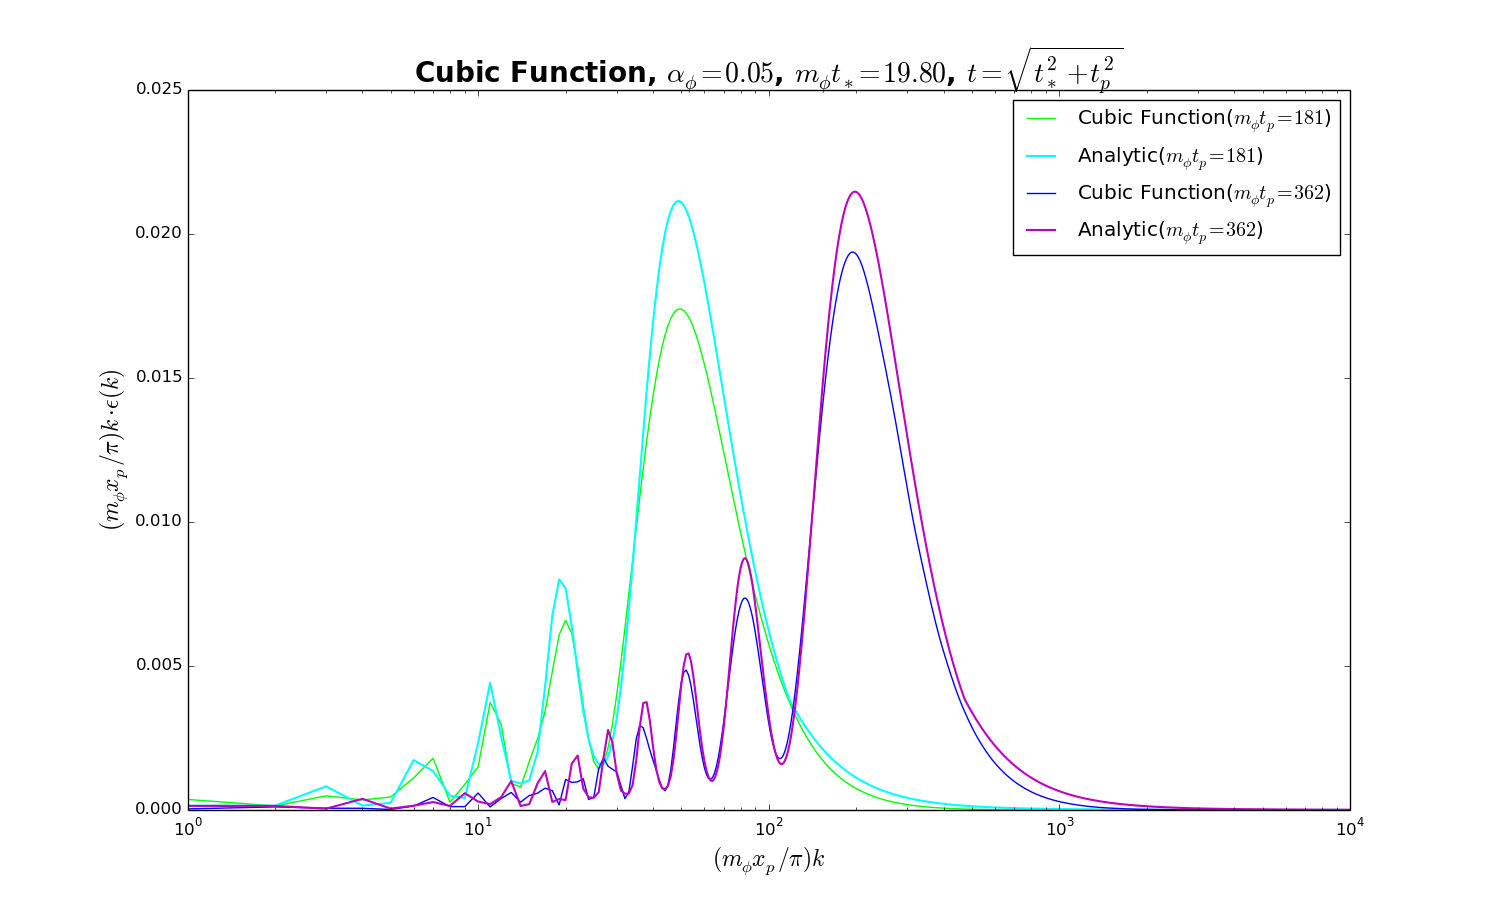 Cubic Function, α_ϕ=0.05, m_ϕt_*=19.80, t=√(t_*^2+t_p^2)
0.025
0.020
0.015
0.010
0.005
0.000
(m_ϕx_p/π)k·ϵ(k)
Cubic Function(m_ϕt_p=181)
Analytic(m_ϕt_p=181)
Cubic Function(m_ϕt_p=362)
Analytic(m_ϕt_p=362)
10^0 10^1 10^2 10^3 10^4
(m_ϕx_p/π)k